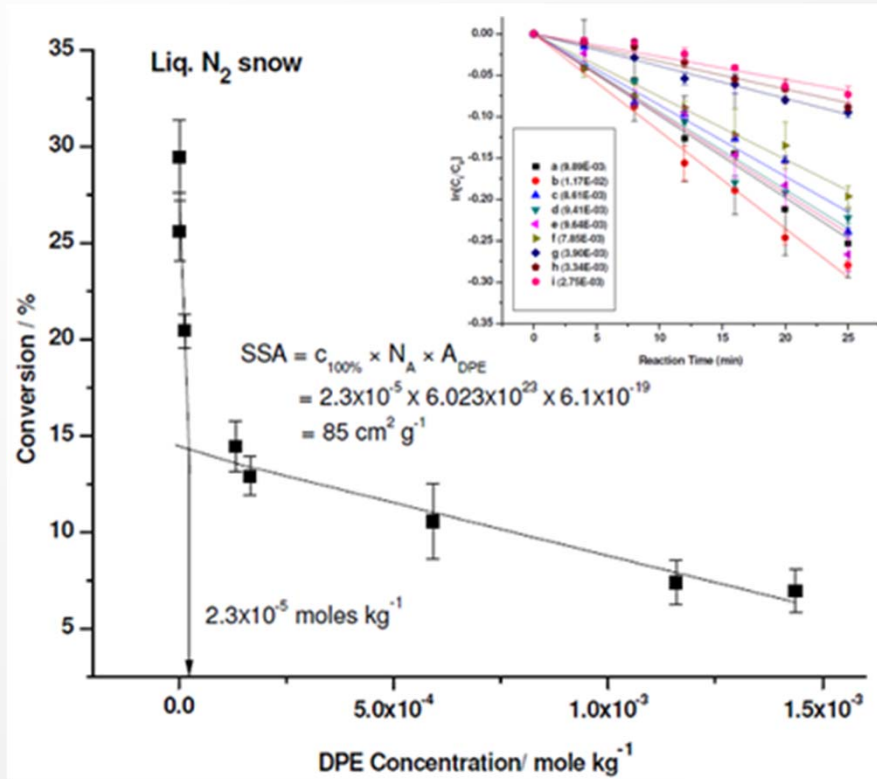 Liq. N₂ snow
Conversion / %
35
30
25
20
15
10
5
SSA = c₁₀₀% × N_A × A_DPE
= 2.3x10⁻⁵ x 6.023x10²³ x 6.1x10⁻¹⁹
= 85 cm² g⁻¹
2.3x10⁻⁵ moles kg⁻¹
0.0
5.0x10⁻⁴
1.0x10⁻³
1.5x10⁻³
DPE Concentration/ mole kg⁻¹
ln(Cₜ/C₀)
0.00
-0.05
-0.10
-0.15
-0.20
-0.25
-0.30
-0.35
a (9.89E-03)
b (1.17E-02)
c (8.61E-03)
d (9.41E-03)
e (9.64E-03)
f (7.85E-03)
g (3.90E-03)
h (3.34E-03)
i (2.75E-03)
0
5
10
15
20
25
Reaction Time (min)